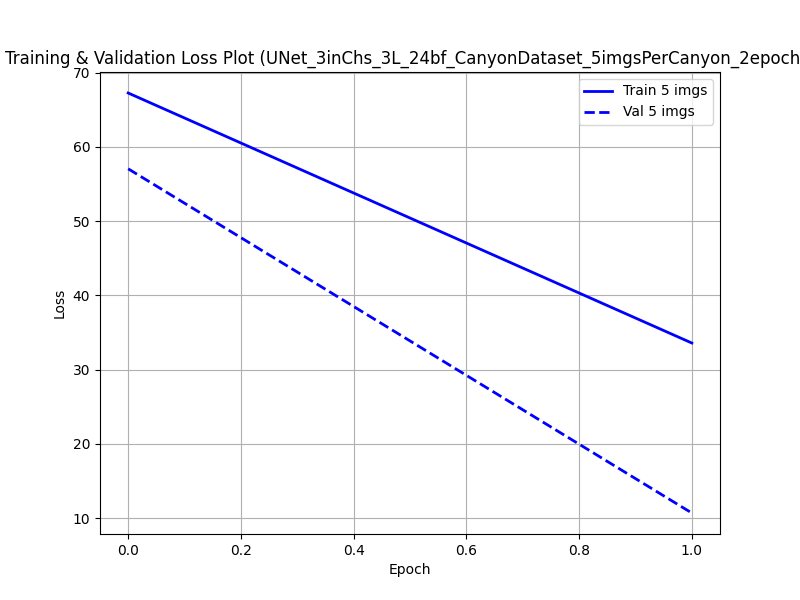 Training & Validation Loss Plot (UNet_3inChs_3L_24bf_CanyonDataset_5imgsPerCanyon_2epoch
70
60
50
40
30
20
10
Loss
Train 5 imgs
Val 5 imgs
0.0 0.2 0.4 0.6 0.8 1.0
Epoch